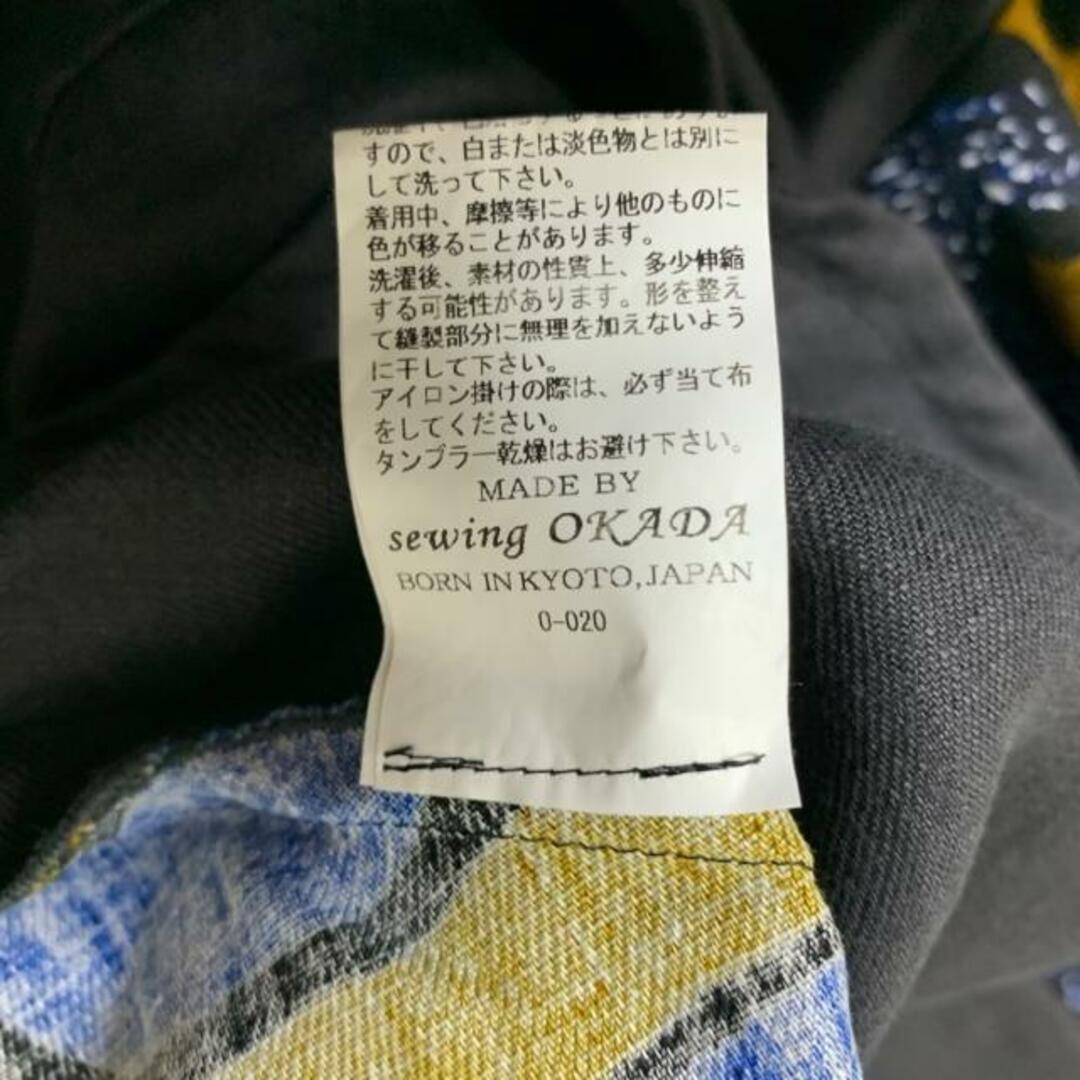 すので、白または淡色物とは別に
して洗って下さい。
着用中、摩擦等により他のものに
色が移ることがあります。
洗濯後、素材の性質上、多少伸縮
する可能性があります。形を整え
て縫製部分に無理を加えないよう
に干して下さい。
アイロン掛けの際は、必ず当て布
をしてください。
タンブラー乾燥はお避け下さい。
MADE BY
sewing OKADA
BORN IN KYOTO, JAPAN
0-020